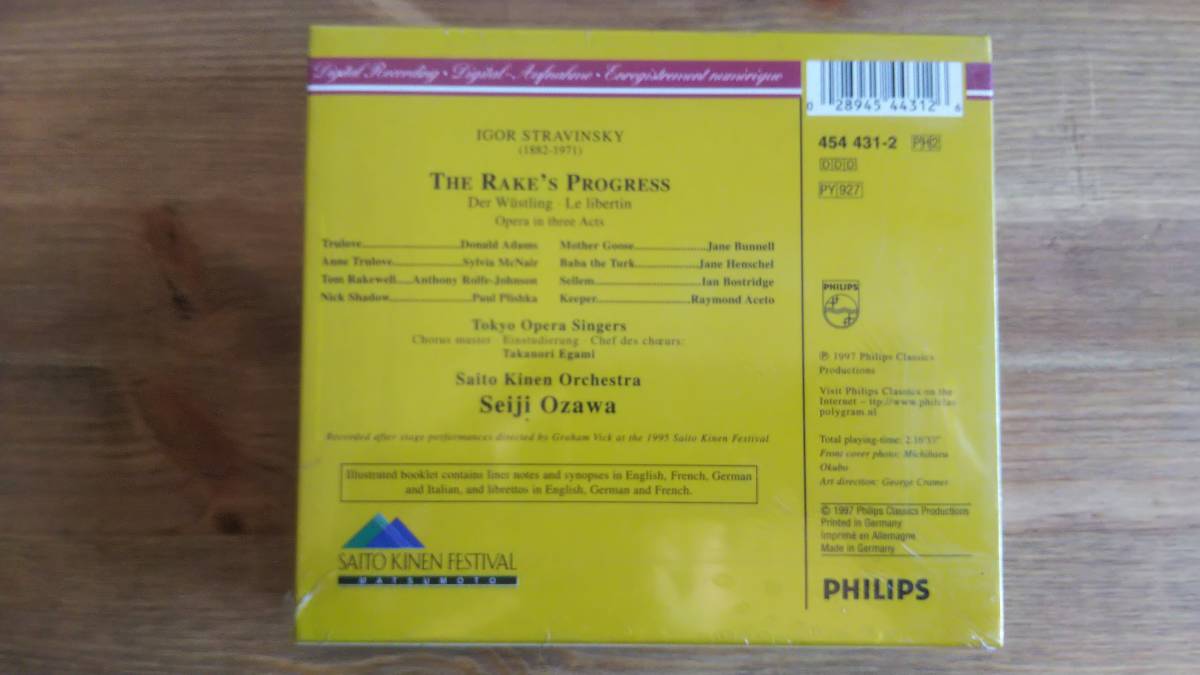 Digital Recording · Digital-Aufnahme · Enregistrement numérique
0 28945 44312 6
IGOR STRAVINSKY
(1882-1971)
THE RAKE'S PROGRESS
Der Wüstling · Le libertin
Opera in three Acts
Trulove....Donald Adams
Anne Trulove....Sylvia McNair
Tom Rakewell....Anthony Rolfe-Johnson
Nick Shadow....Paul Plishka
Mother Goose....Jane Bunnell
Baba the Turk....Jane Henschel
Sellem....Ian Bostridge
Keeper....Raymond Aceto
Tokyo Opera Singers
Chorus master · Einstudierung · Chef des chœurs:
Takanori Egami
Saito Kinen Orchestra
Seiji Ozawa
Recorded after stage performances directed by Graham Vick at the 1995 Saito Kinen Festival
Illustrated booklet contains lines notes and synopses in English, French, German
and Italian, and librettos in English, German and French.
SAITO KINEN FESTIVAL
MATSUMOTO
454 431-2 PH2
DDD
PY 927
PHILIPS
℗ 1997 Philips Classics
Productions
Visit Philips Classics on the
Internet –
polygram.nl
Total playing-time:
Front cover photo: Michiharu
Okubo
Art direction: George Cramer
© 1997 Philips Classics Productions
Printed in Germany
Imprimé en Allemagne
Made in Germany
PHILIPS